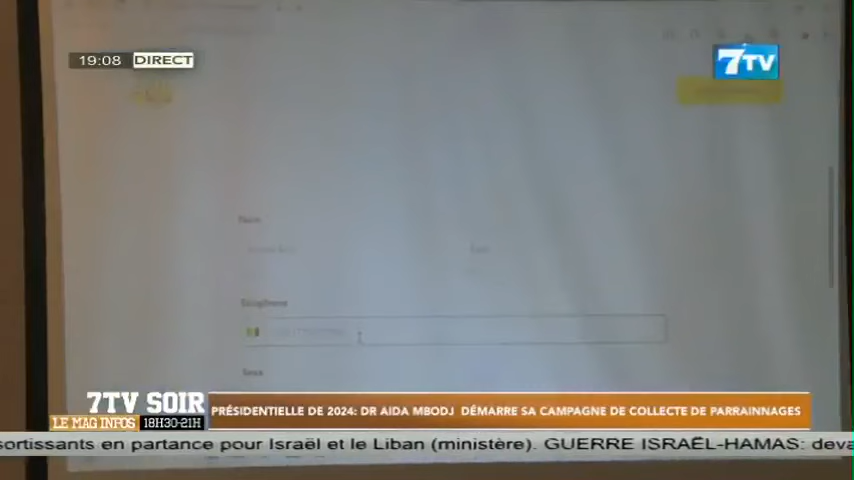 19:08 DIRECT
7TV
Téléphone
7TV SOIR
LE MAG INFOS 18H30-21H
PRÉSIDENTIELLE DE 2024: DR AIDA MBODJ DÉMARRE SA CAMPAGNE DE COLLECTE DE PARRAINNAGES
sortissants en partance pour Israël et le Liban (ministère). GUERRE ISRAËL-HAMAS: deva